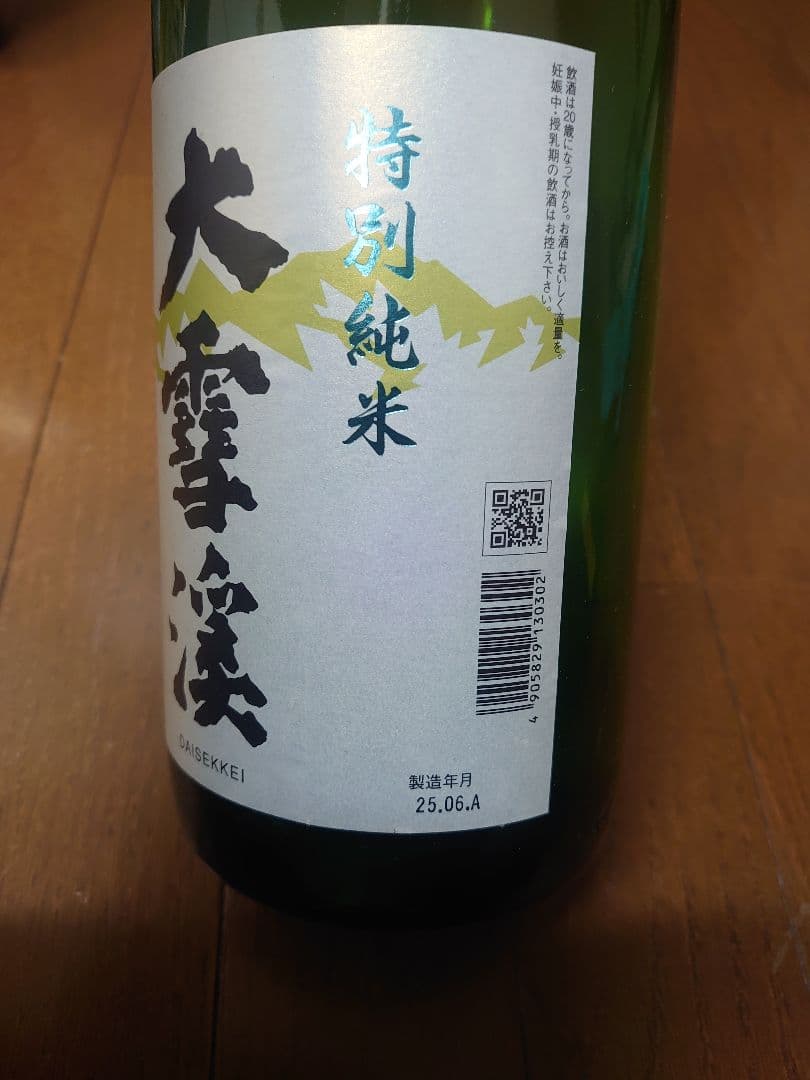 飲酒は20歳になってから。お酒はおいしく適量を。
妊娠中・授乳期の飲酒はお控え下さい。
特別純米
大雪渓
DAISEKKEI
4905829130302
製造年月
25.06.A